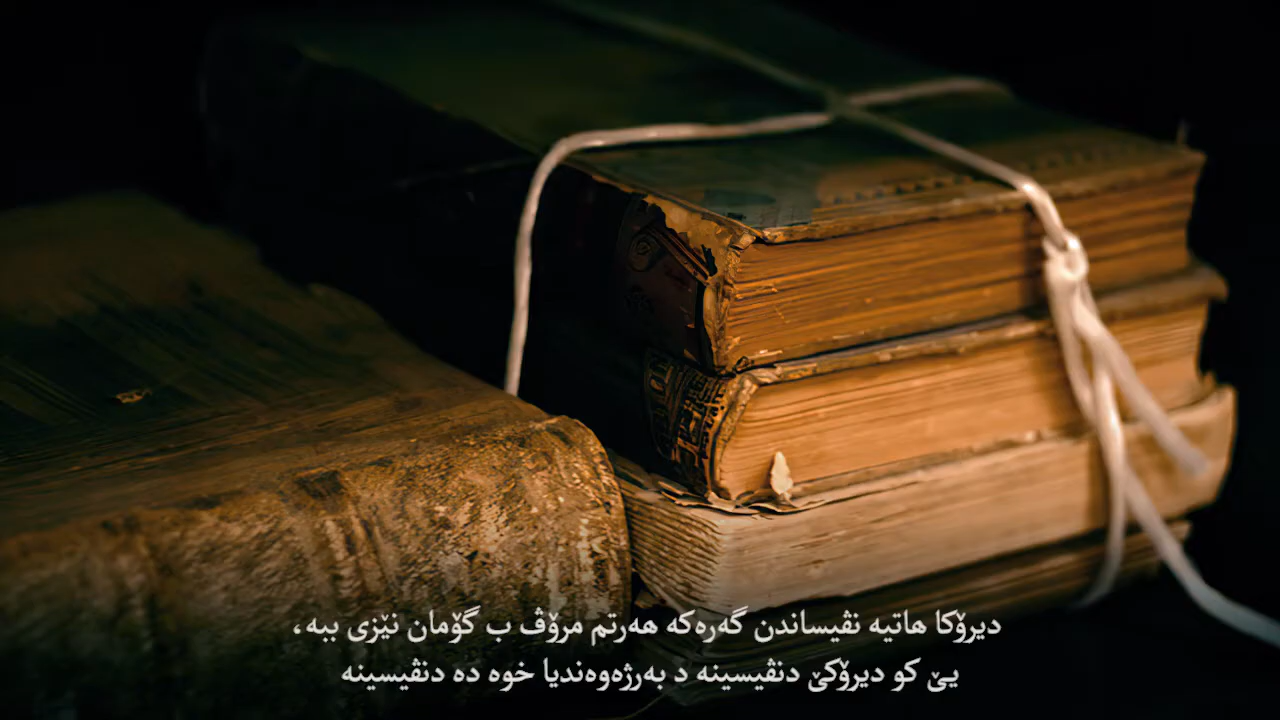 دیرۆکا هاتیە نڤیساندن گەرەکە هەرتم مرۆڤ ب گۆمان نێزی ببە،
یێ کو دیرۆکێ دنڤیسینە د بەرژەوەندیا خوە دە دنڤیسینە